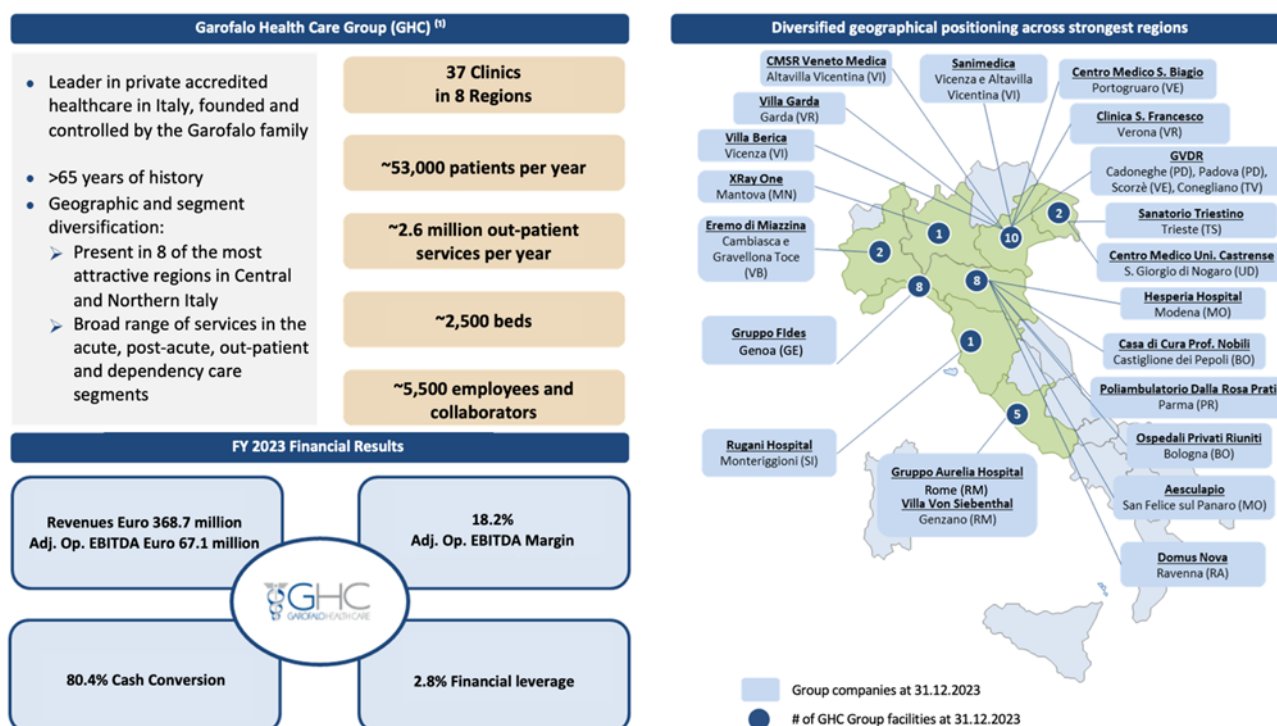 Garofalo Health Care Group (GHC) (1)
• Leader in private accredited
healthcare in Italy, founded and
controlled by the Garofalo family
• >65 years of history
• Geographic and segment
diversification:
➢ Present in 8 of the most
attractive regions in Central
and Northern Italy
➢ Broad range of services in the
acute, post-acute, out-patient
and dependency care
segments
37 Clinics
in 8 Regions
~53,000 patients per year
~2.6 million out-patient
services per year
~2,500 beds
~5,500 employees and
collaborators
FY 2023 Financial Results
Revenues Euro 368.7 million
Adj. Op. EBITDA Euro 67.1 million
18.2%
Adj. Op. EBITDA Margin
GHC
GAROFALO HEALTH CARE
80.4% Cash Conversion
2.8% Financial leverage
Diversified geographical positioning across strongest regions
CMSR Veneto Medica
Altavilla Vicentina (VI)
Sanimedica
Vicenza e Altavilla
Vicentina (VI)
Centro Medico S. Biagio
Portogruaro (VE)
Villa Garda
Garda (VR)
Clinica S. Francesco
Verona (VR)
Villa Berica
Vicenza (VI)
GVDR
Cadoneghe (PD), Padova (PD),
Scorzè (VE), Conegliano (TV)
XRay One
Mantova (MN)
Sanatorio Triestino
Trieste (TS)
Eremo di Miazzina
Cambiasca e
Gravellona Toce
(VB)
Centro Medico Uni. Castrense
S. Giorgio di Nogaro (UD)
Hesperia Hospital
Modena (MO)
Gruppo FIdes
Genoa (GE)
Casa di Cura Prof. Nobili
Castiglione dei Pepoli (BO)
Poliambulatorio Dalla Rosa Prati
Parma (PR)
Rugani Hospital
Monteriggioni (SI)
Ospedali Privati Riuniti
Bologna (BO)
Gruppo Aurelia Hospital
Rome (RM)
Villa Von Siebenthal
Genzano (RM)
Aesculapio
San Felice sul Panaro (MO)
Domus Nova
Ravenna (RA)
2
1
10
2
8
8
1
5
Group companies at 31.12.2023
# of GHC Group facilities at 31.12.2023